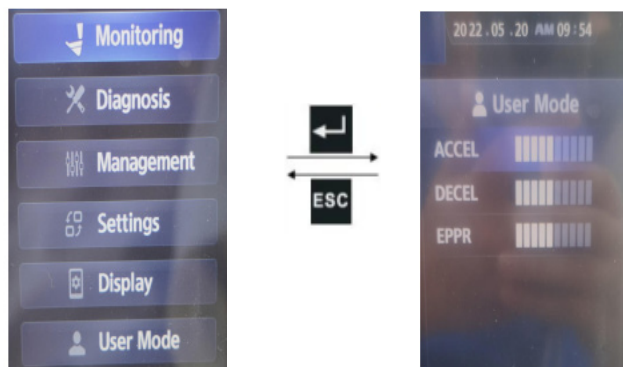 Monitoring
Diagnosis
Management
Settings
Display
User Mode
ESC
2022.05.20 AM 09:54
User Mode
ACCEL
DECEL
EPPR